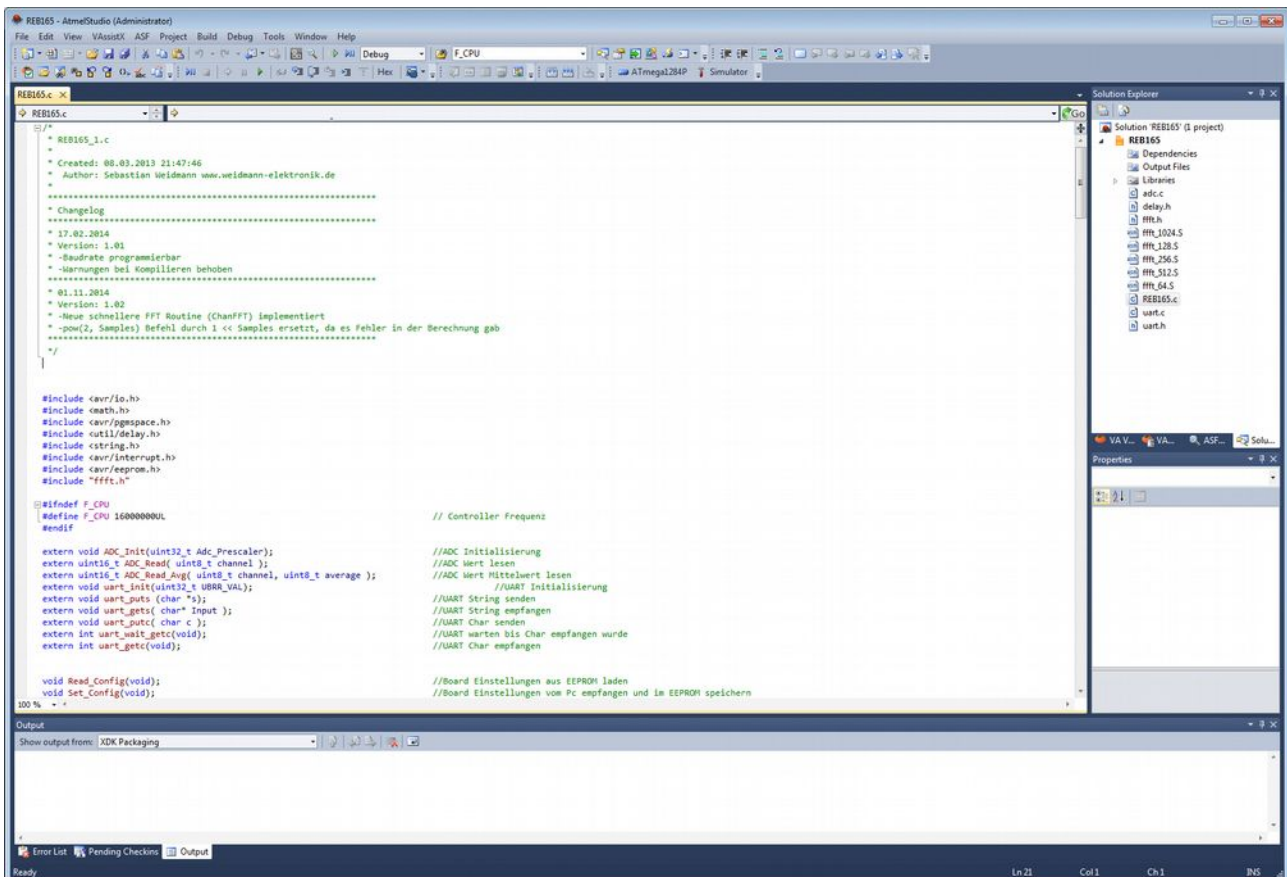 REB165 - AtmelStudio (Administrator)
File Edit View VAssistX ASF Project Build Debug Tools Window Help
Debug F_CPU
Hex ATmega1284P Simulator
REB165.c
REB165.c Go
/*
* REB165_1.c
*
* Created: 08.03.2013 21:47:46
* Author: Sebastian Weidmann www.weidmann-elektronik.de
*
***************************************************************
* Changelog
***************************************************************
* 17.02.2014
* Version: 1.01
* -Baudrate programmierbar
* -Warnungen bei Kompilieren behoben
***************************************************************
* 01.11.2014
* Version: 1.02
* -Neue schnellere FFT Routine (ChanFFT) implementiert
* -pow(2, Samples) Befehl durch 1 << Samples ersetzt, da es Fehler in der Berechnung gab
***************************************************************
*/
#include <avr/io.h>
#include <math.h>
#include <avr/pgmspace.h>
#include <util/delay.h>
#include <string.h>
#include <avr/interrupt.h>
#include <avr/eeprom.h>
#include "ffft.h"
#ifndef F_CPU
#define F_CPU 16000000UL // Controller Frequenz
#endif
extern void ADC_Init(uint32_t Adc_Prescaler); //ADC Initialisierung
extern uint16_t ADC_Read( uint8_t channel ); //ADC Wert lesen
extern uint16_t ADC_Read_Avg( uint8_t channel, uint8_t average ); //ADC Wert Mittelwert lesen
extern void uart_init(uint32_t UBRR_VAL); //UART Initialisierung
extern void uart_puts (char *s); //UART String senden
extern void uart_gets( char* Input ); //UART String empfangen
extern void uart_putc( char c ); //UART Char senden
extern int uart_wait_getc(void); //UART warten bis Char empfangen wurde
extern int uart_getc(void); //UART Char empfangen
void Read_Config(void); //Board Einstellungen aus EEPROM laden
void Set_Config(void); //Board Einstellungen vom Pc empfangen und im EEPROM speichern
100 %
Solution Explorer
Solution 'REB165' (1 project)
REB165
Dependencies
Output Files
Libraries
adc.c
delay.h
ffft.h
ffft_1024.S
ffft_128.S
ffft_256.S
ffft_512.S
ffft_64.S
REB165.c
uart.c
uart.h
VA V... VA... ASF... Solu...
Properties
Output
Show output from: XDK Packaging
Error List Pending Checkins Output
Ready Ln 21 Col 1 Ch 1 INS